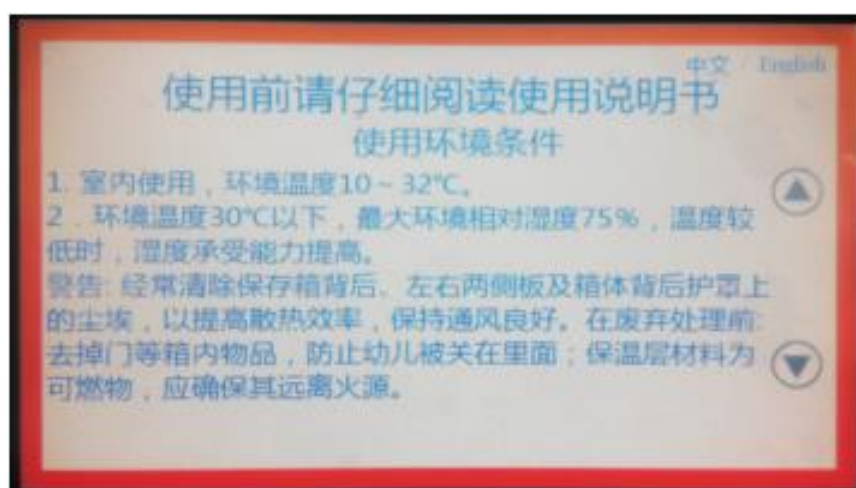 中文 / English
使用前请仔细阅读使用说明书
使用环境条件
1. 室内使用，环境温度10～32℃。
2．环境温度30℃以下，最大环境相对湿度75%，温度较
低时，湿度承受能力提高。
警告: 经常清除保存箱背后、左右两侧板及箱体背后护罩上
的尘埃，以提高散热效率，保持通风良好。在废弃处理前:
去掉门等箱内物品，防止幼儿被关在里面；保温层材料为
可燃物，应确保其远离火源。